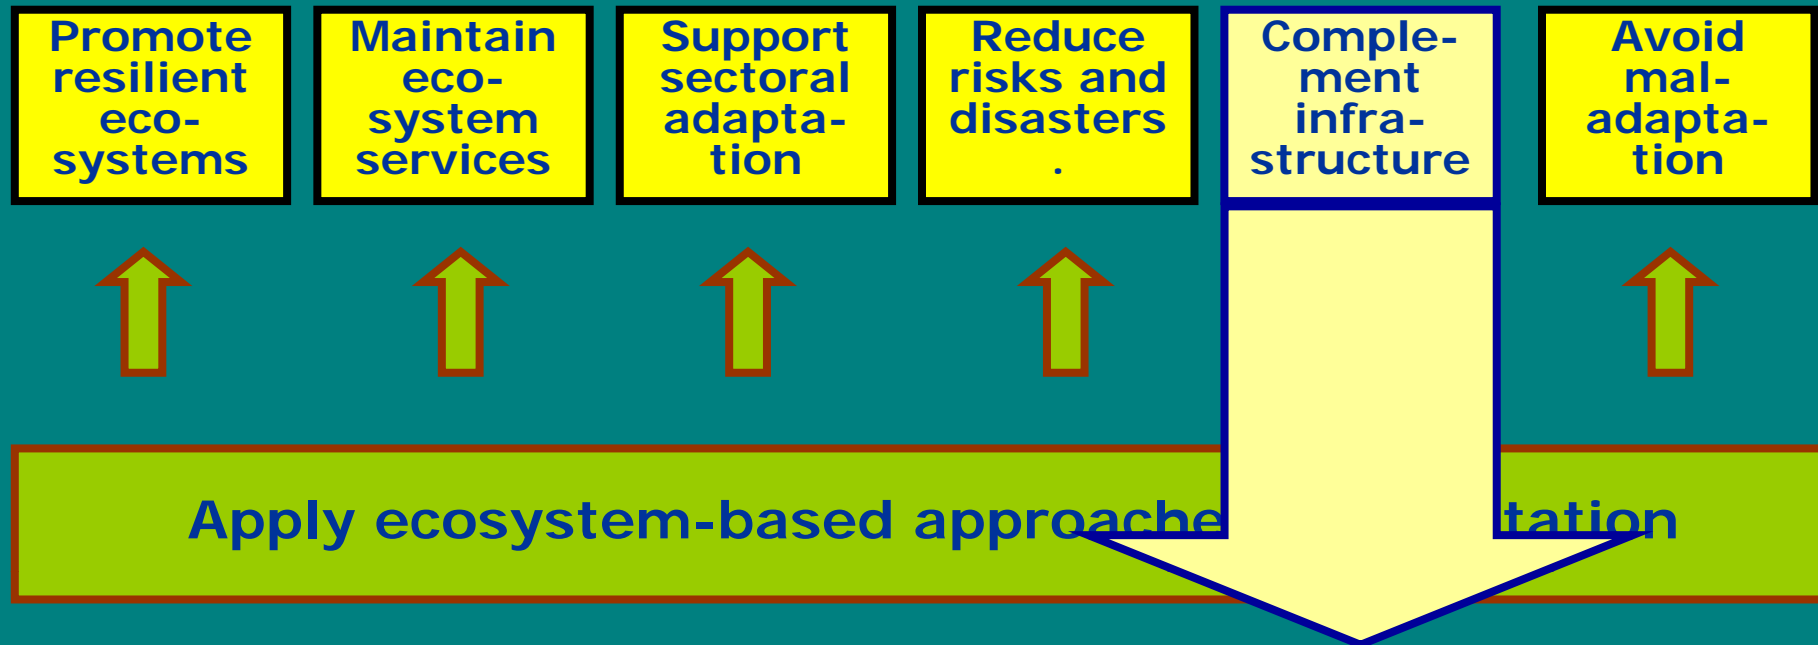 Promote
resilient
eco-
systems
Maintain
eco-
system
services
Support
sectoral
adapta-
tion
Reduce
risks and
disasters
.
Comple-
ment
infra-
structure
Avoid
mal-
adapta-
tion
Apply ecosystem-based approache tation